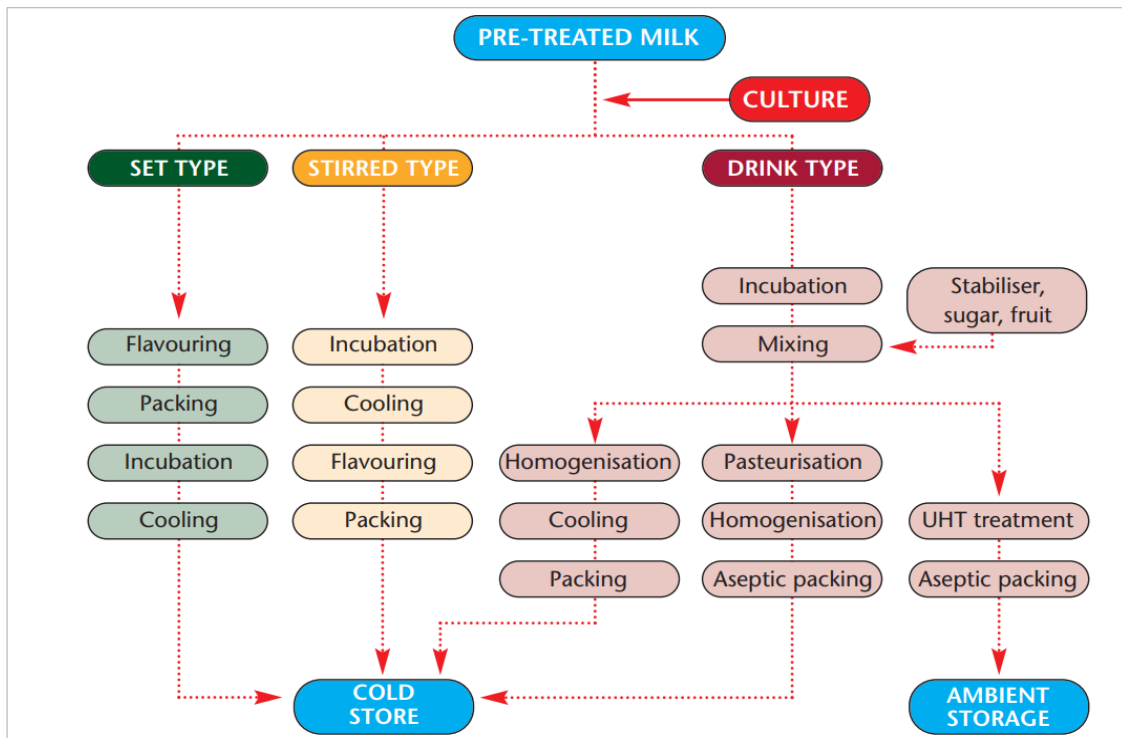 PRE-TREATED MILK
CULTURE
SET TYPE
STIRRED TYPE
DRINK TYPE
Flavouring
Packing
Incubation
Cooling
Incubation
Cooling
Flavouring
Packing
Incubation
Stabiliser,
sugar, fruit
Mixing
Homogenisation
Cooling
Packing
Pasteurisation
Homogenisation
Aseptic packing
UHT treatment
Aseptic packing
COLD
STORE
AMBIENT
STORAGE